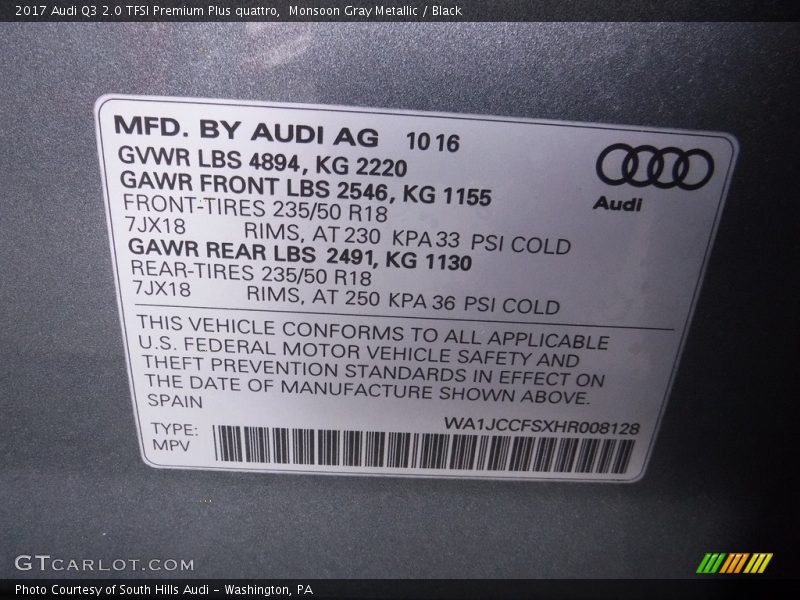 2017 Audi Q3 2.0 TFSI Premium Plus quattro, Monsoon Gray Metallic / Black
MFD. BY AUDI AG 10 16
GVWR LBS 4894, KG 2220
GAWR FRONT LBS 2546, KG 1155
FRONT-TIRES 235/50 R18
7JX18 RIMS, AT 230 KPA 33 PSI COLD
GAWR REAR LBS 2491, KG 1130
REAR-TIRES 235/50 R18
7JX18 RIMS, AT 250 KPA 36 PSI COLD
Audi
THIS VEHICLE CONFORMS TO ALL APPLICABLE
U.S. FEDERAL MOTOR VEHICLE SAFETY AND
THEFT PREVENTION STANDARDS IN EFFECT ON
THE DATE OF MANUFACTURE SHOWN ABOVE.
SPAIN
WA1JCCFSXHR008128
TYPE:
MPV
GTCARLOT.COM
Photo Courtesy of South Hills Audi - Washington, PA